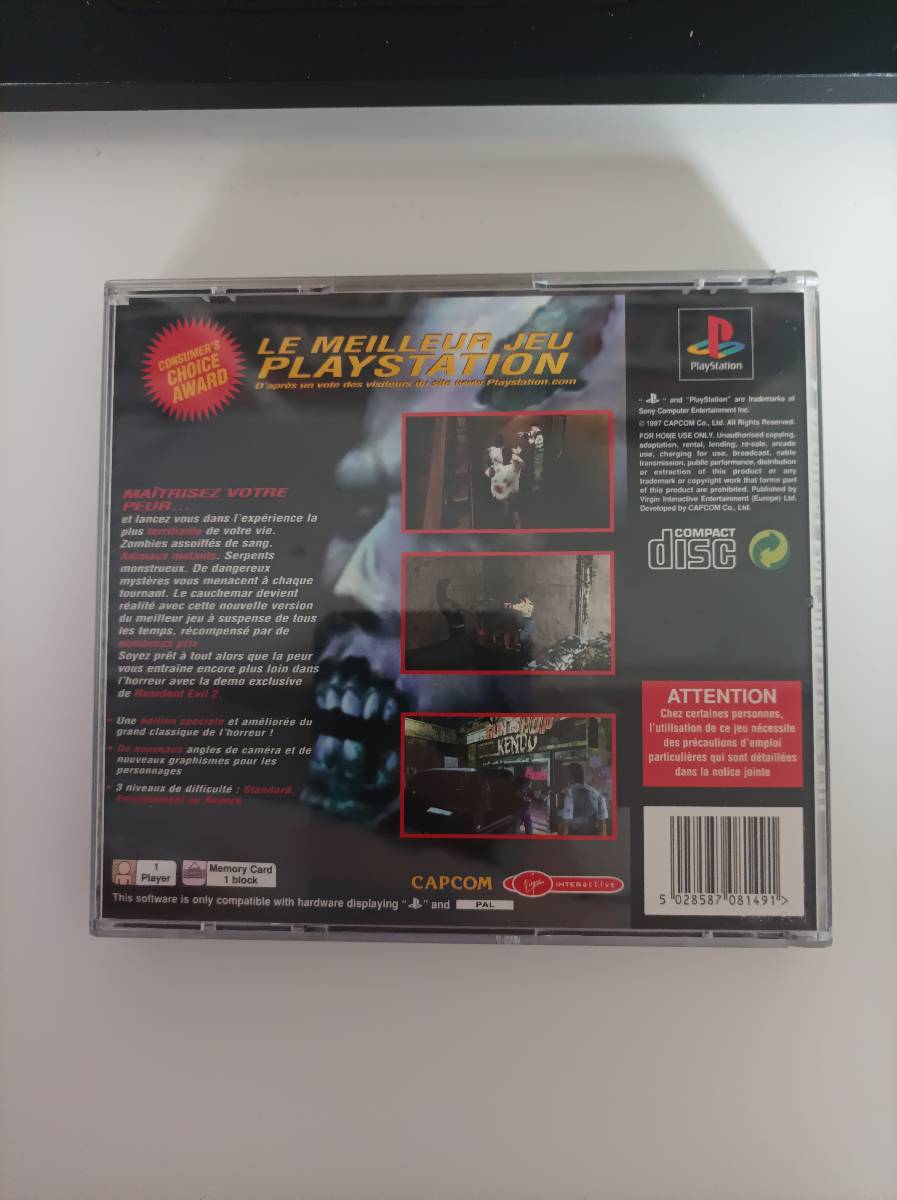 CONSUMER'S
CHOICE
AWARD
LE MEILLEUR JEU
PLAYSTATION
D'après un vote des visiteurs du site www.Playstation.com
MAÎTRISEZ VOTRE
PEUR...
et lancez vous dans l'expérience la
plus terrifiante de votre vie.
Zombies assoiffés de sang.
Animaux mutants. Serpents
monstrueux. De dangereux
mystères vous menacent à chaque
tournant. Le cauchemar devient
réalité avec cette nouvelle version
du meilleur jeu à suspense de tous
les temps, récompensé par de
nombreux prix
Soyez prêt à tout alors que la peur
vous entraîne encore plus loin dans
l'horreur avec la demo exclusive
de Resident Evil 2.
Une édition spéciale et améliorée du
grand classique de l'horreur !
De nouveaux angles de caméra et de
nouveaux graphismes pour les
personnages
3 niveaux de difficulté : Standard,
Entraînement ou Avancé
KENDO
1
Player
Memory Card
1 block
CAPCOM
Virgin INTERACTIVE
This software is only compatible with hardware displaying " " and PAL
PlayStation
" " and "PlayStation" are trademarks of
Sony Computer Entertainment Inc.
© 1997 CAPCOM Co., Ltd. All Rights Reserved.
FOR HOME USE ONLY. Unauthorised copying,
adaptation, rental, lending, re-sale, arcade
use, charging for use, broadcast, cable
transmission, public performance, distribution
or extraction of this product or any
trademark or copyright work that forms part
of this product are prohibited. Published by
Virgin Interactive Entertainment (Europe) Ltd.
Developed by CAPCOM Co., Ltd.
COMPACT
disc
ATTENTION
Chez certaines personnes,
l'utilisation de ce jeu nécessite
des précautions d'emploi
particulières qui sont détaillées
dans la notice jointe
5 028587 081491 >